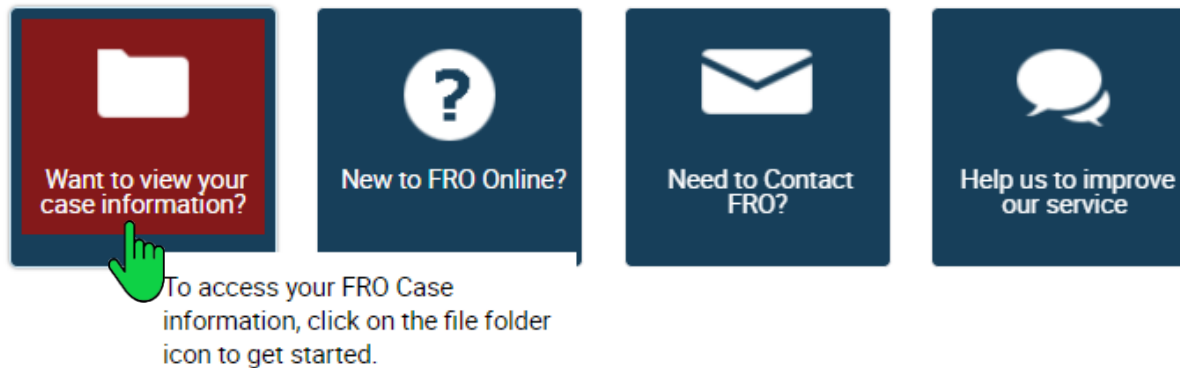 Want to view your
case information?
New to FRO Online?
Need to Contact
FRO?
Help us to improve
our service
To access your FRO Case
information, click on the file folder
icon to get started.